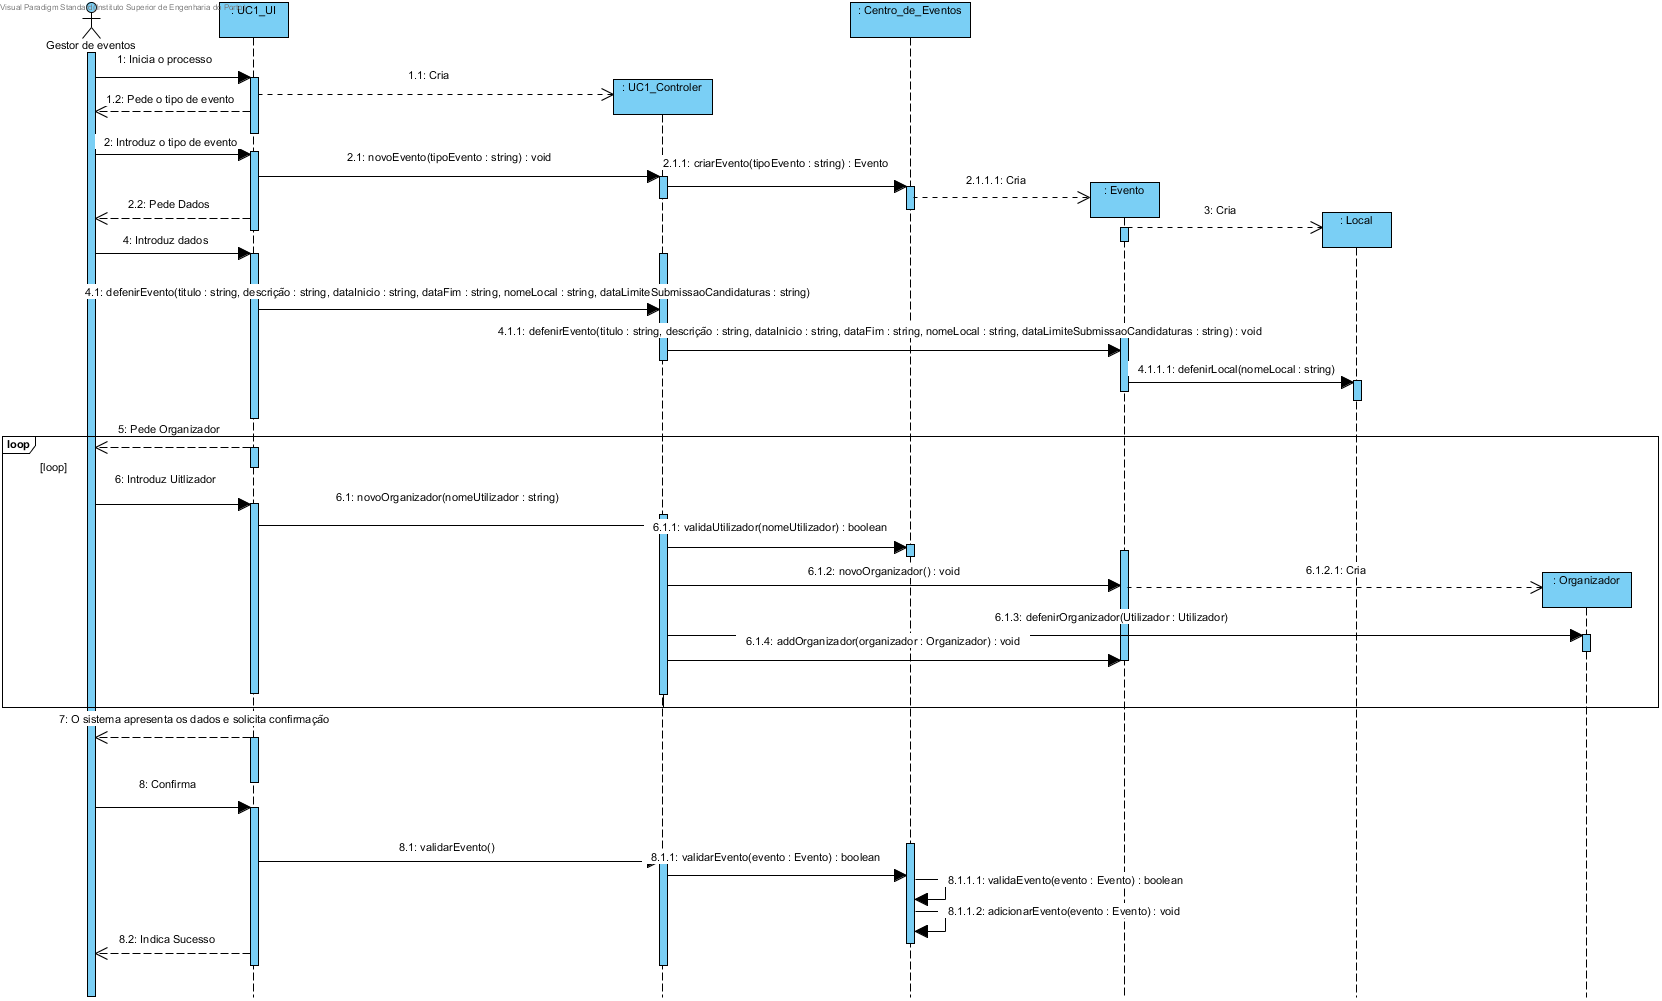 Visual Paradigm Standard Instituto Superior de Engenharia do Porto
: UC1_UI
: Centro_de_Eventos
Gestor de eventos
1: Inicia o processo
1.1: Cria
: UC1_Controler
1.2: Pede o tipo de evento
2: Introduz o tipo de evento
2.1: novoEvento(tipoEvento : string) : void
2.1.1: criarEvento(tipoEvento : string) : Evento
2.1.1.1: Cria
: Evento
2.2: Pede Dados
3: Cria
: Local
4: Introduz dados
4.1: defenirEvento(titulo : string, descrição : string, dataInicio : string, dataFim : string, nomeLocal : string, dataLimiteSubmissaoCandidaturas : string)
4.1.1: defenirEvento(titulo : string, descrição : string, dataInicio : string, dataFim : string, nomeLocal : string, dataLimiteSubmissaoCandidaturas : string) : void
4.1.1.1: defenirLocal(nomeLocal : string)
5: Pede Organizador
loop
[loop]
6: Introduz Uitlizador
6.1: novoOrganizador(nomeUtilizador : string)
6.1.1: validaUtilizador(nomeUtilizador) : boolean
6.1.2: novoOrganizador() : void
6.1.2.1: Cria
: Organizador
6.1.3: defenirOrganizador(Utilizador : Utilizador)
6.1.4: addOrganizador(organizador : Organizador) : void
7: O sistema apresenta os dados e solicita confirmação
8: Confirma
8.1: validarEvento()
8.1.1: validarEvento(evento : Evento) : boolean
8.1.1.1: validaEvento(evento : Evento) : boolean
8.1.1.2: adicionarEvento(evento : Evento) : void
8.2: Indica Sucesso